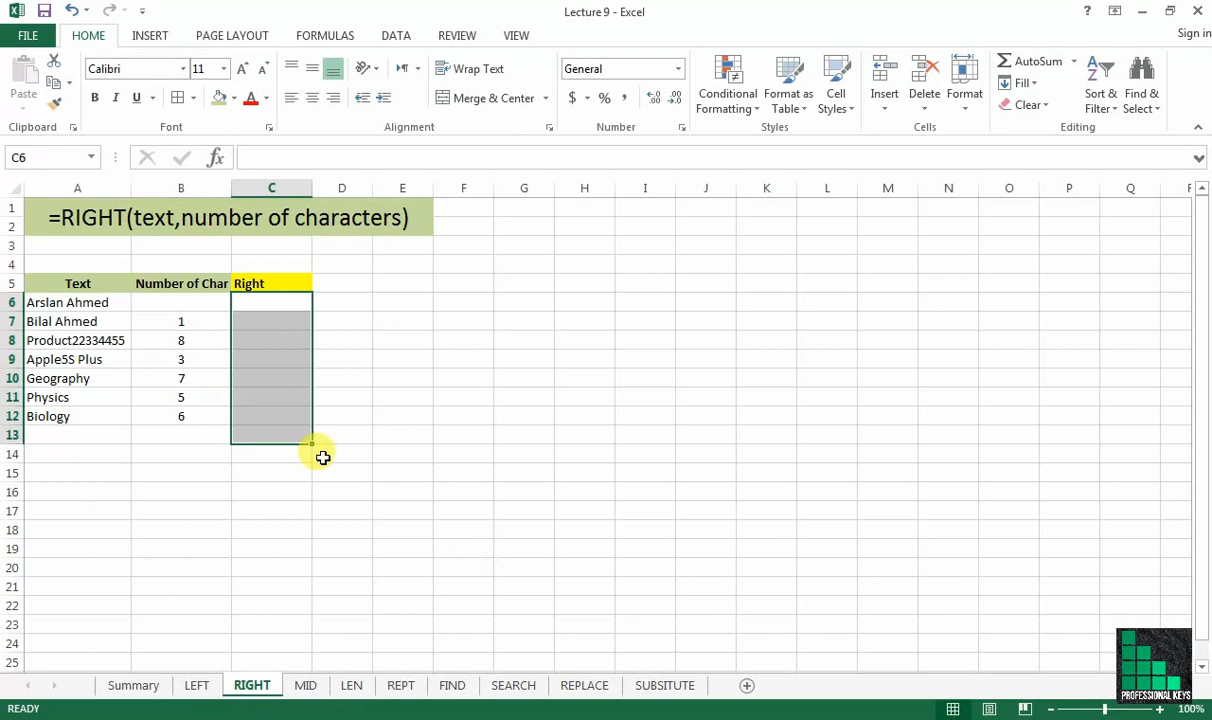 Lecture 9 - Excel
Sign in
FILE HOME INSERT PAGE LAYOUT FORMULAS DATA REVIEW VIEW
Calibri 11 Wrap Text General AutoSum
Paste Conditional Formatting Format as Table Cell Styles Insert Delete Format Fill Sort & Filter Find & Select
B I U Merge & Center $ % Clear
Clipboard Font Alignment Number Styles Cells Editing
C6 fx
A B C D E F G H I J K L M N O P Q
1 =RIGHT(text,number of characters)
2
3
4
5 Text Number of Char Right
6 Arslan Ahmed
7 Bilal Ahmed 1
8 Product22334455 8
9 Apple5S Plus 3
10 Geography 7
11 Physics 5
12 Biology 6
13
14
15
16
17
18
19
20
21
22
23
24
25
Summary LEFT RIGHT MID LEN REPT FIND SEARCH REPLACE SUBSITUTE
PROFESSIONAL KEYS
READY 100%